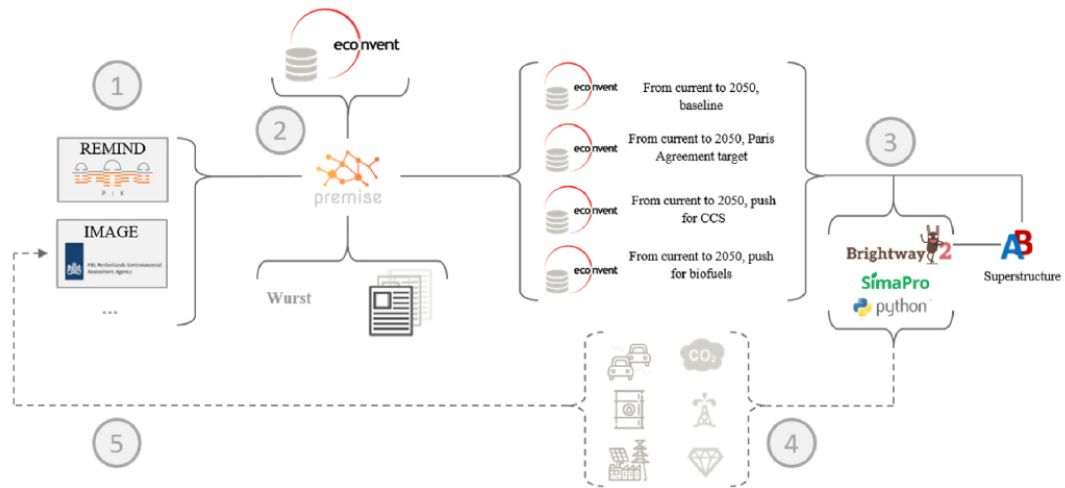 1
REMIND
P I K
IMAGE
PBL Netherlands Environmental
Assessment Agency
...
2
ecoinvent
premise
Wurst
ecoinvent
From current to 2050,
baseline
ecoinvent
From current to 2050, Paris
Agreement target
ecoinvent
From current to 2050, push
for CCS
ecoinvent
From current to 2050, push
for biofuels
3
Brightway2
SimaPro
python
AB
Superstructure
CO2
4
5